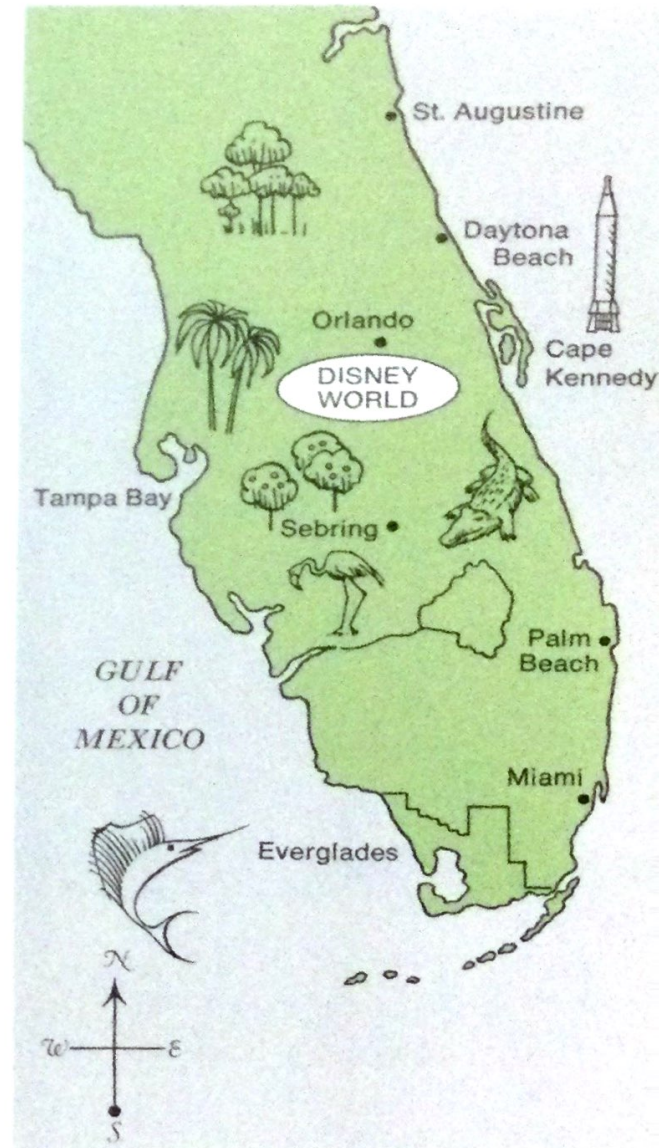 St. Augustine
Daytona
Beach
Orlando
Cape
Kennedy
DISNEY
WORLD
Tampa Bay
Sebring
Palm
Beach
GULF
OF
MEXICO
Miami
Everglades
N
W
E
S